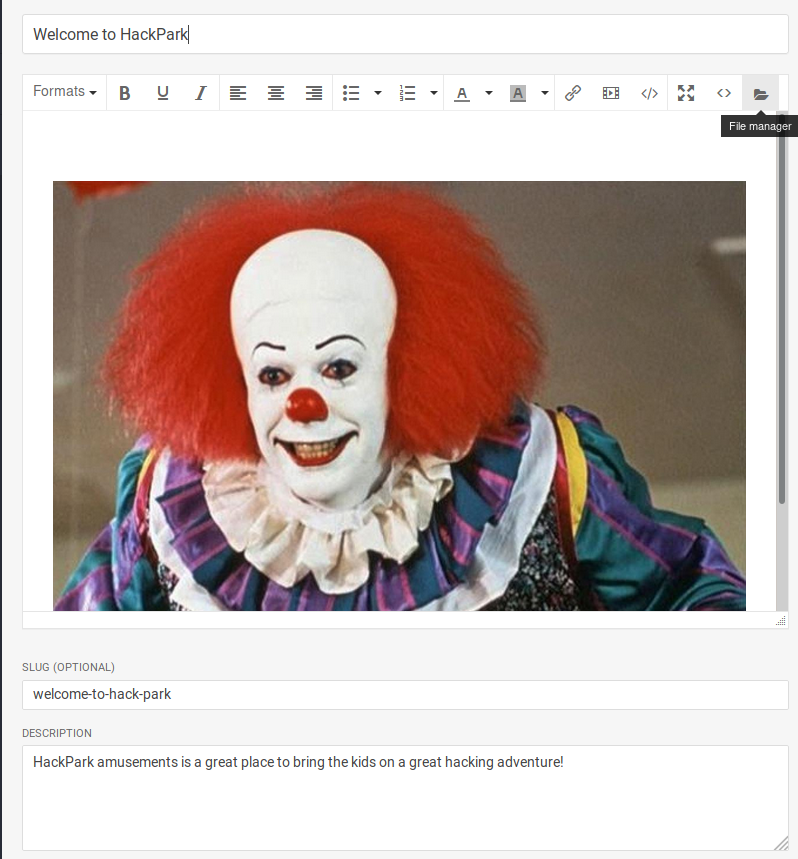 Welcome to HackPark
Formats B U I A A </> <>
File manager
SLUG (OPTIONAL)
welcome-to-hack-park
DESCRIPTION
HackPark amusements is a great place to bring the kids on a great hacking adventure!